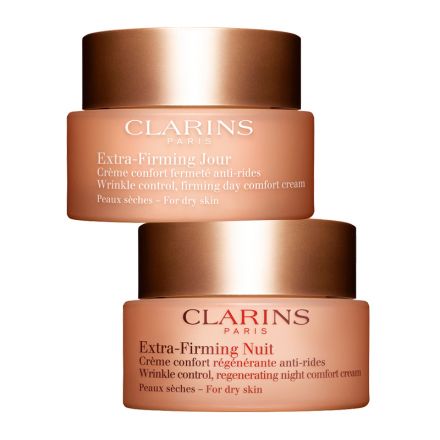 CLARINS
PARIS
Extra-Firming Jour
Crème confort fermeté anti-rides
Wrinkle control, firming day comfort cream
Peaux sèches – For dry skin
CLARINS
PARIS
Extra-Firming Nuit
Crème confort régénérante anti-rides
Wrinkle control, regenerating night comfort cream
Peaux sèches – For dry skin